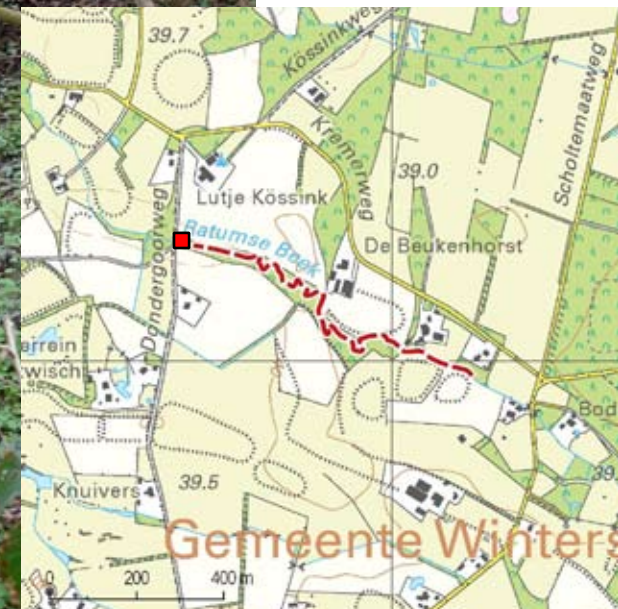 39.7
Kössinkweg
Kramerweg
Scholtemaatweg
39.0
Lutje Kössink
Ratumse Beek
De Beukenhorst
Dondergoorweg
errein
wisch
Bod
39.
Knuivers
39.5
Gemeente Winters
0 200 400 m